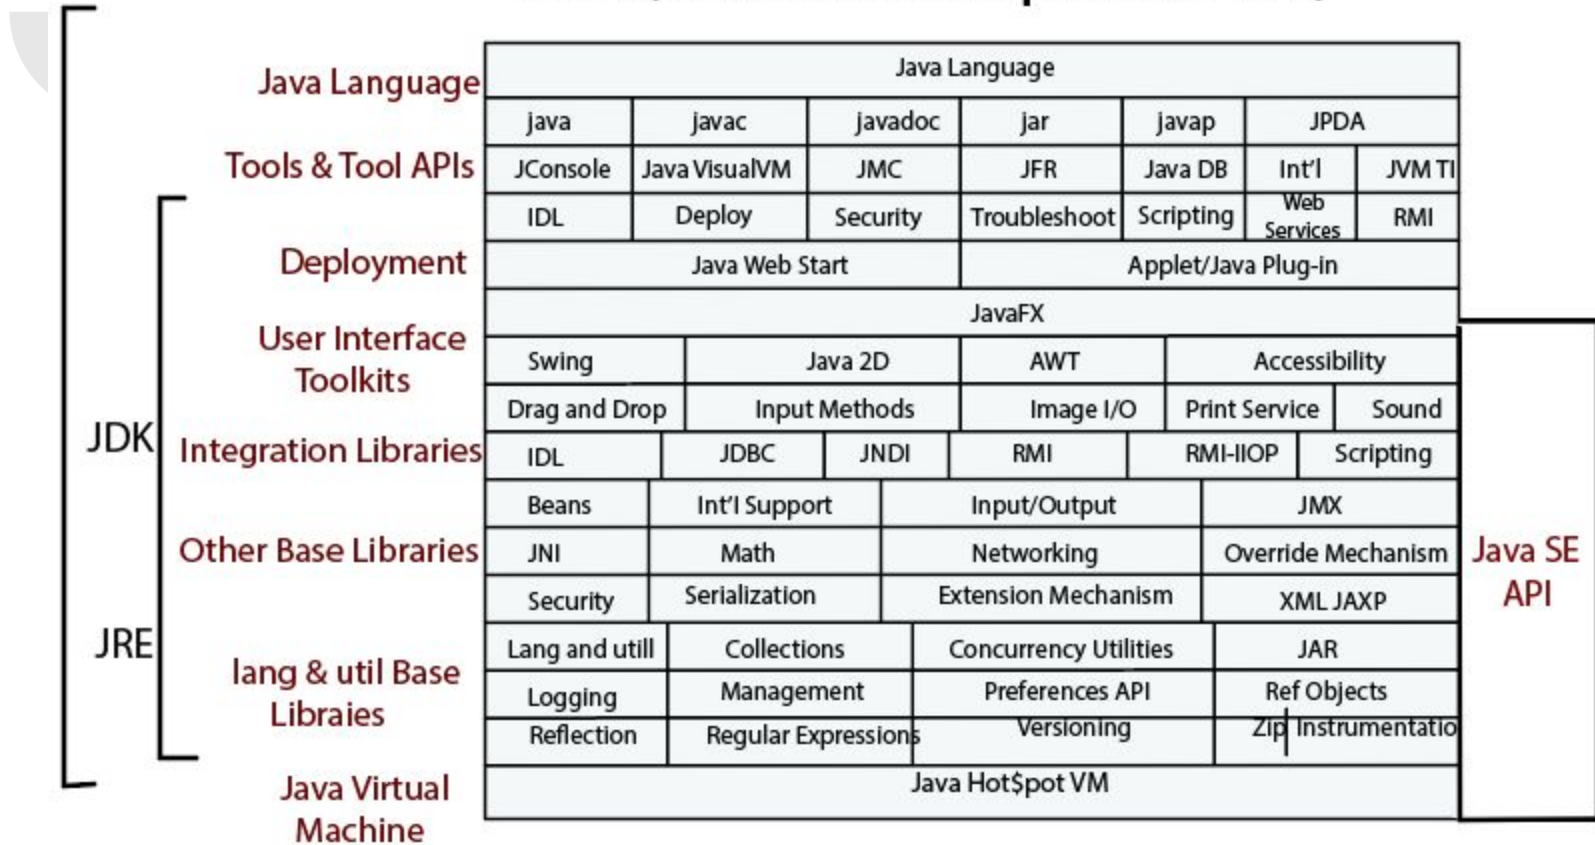 Java Language
Java Language
java javac javadoc jar javap JPDA
Tools & Tool APIs
JConsole Java VisualVM JMC JFR Java DB Int'l JVM TI
IDL Deploy Security Troubleshoot Scripting Web Services RMI
Deployment
Java Web Start Applet/Java Plug-in
JavaFX
User Interface
Toolkits
Swing Java 2D AWT Accessibility
Drag and Drop Input Methods Image I/O Print Service Sound
JDK
Integration Libraries
IDL JDBC JNDI RMI RMI-IIOP Scripting
Beans Int'l Support Input/Output JMX
Other Base Libraries
JNI Math Networking Override Mechanism
Java SE
API
Security Serialization Extension Mechanism XML JAXP
JRE
lang & util Base
Libraies
Lang and utill Collections Concurrency Utilities JAR
Logging Management Preferences API Ref Objects
Reflection Regular Expressions Versioning Zip Instrumentatio
Java Virtual
Machine
Java Hot$pot VM